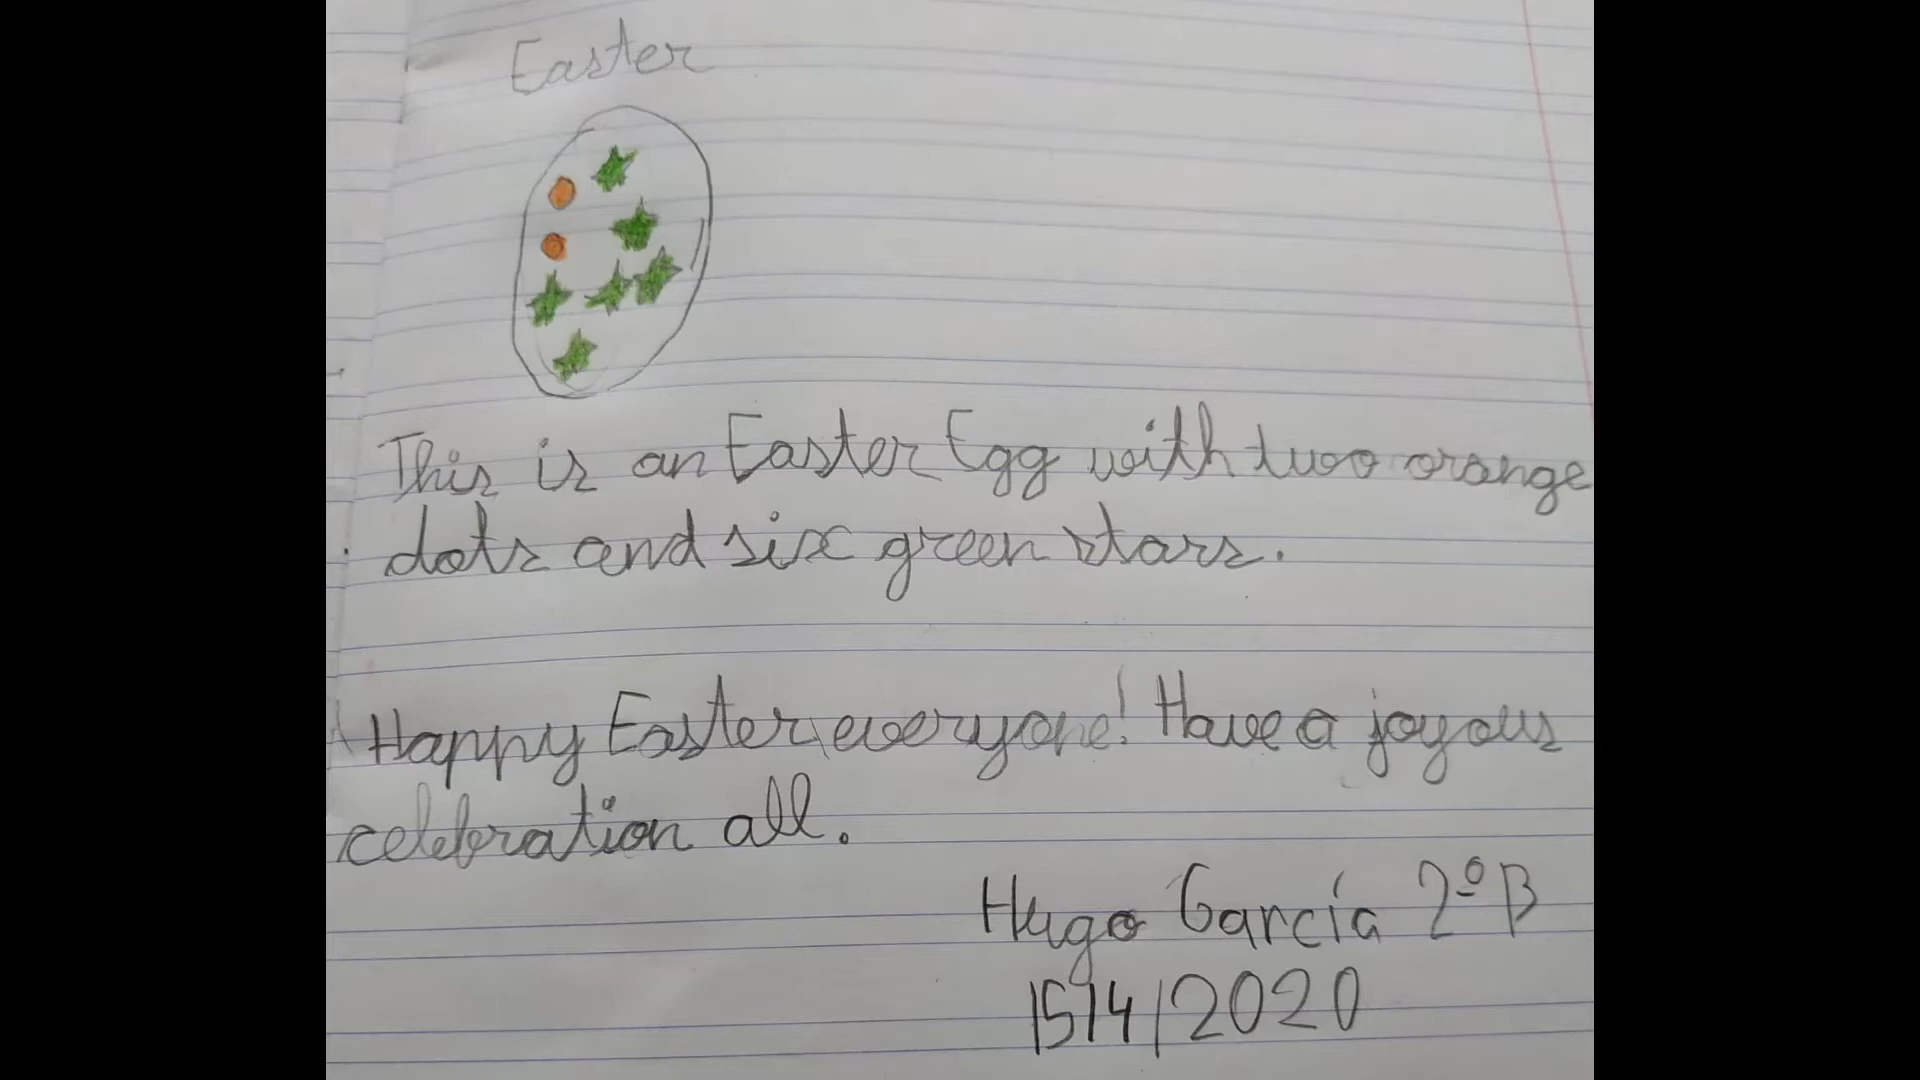 Easter
This is an Easter Egg with two orange
dots and six green stars.
Happy Easter everyone! Have a joyous
celebration all.
Hugo García 2º B
15/4/2020